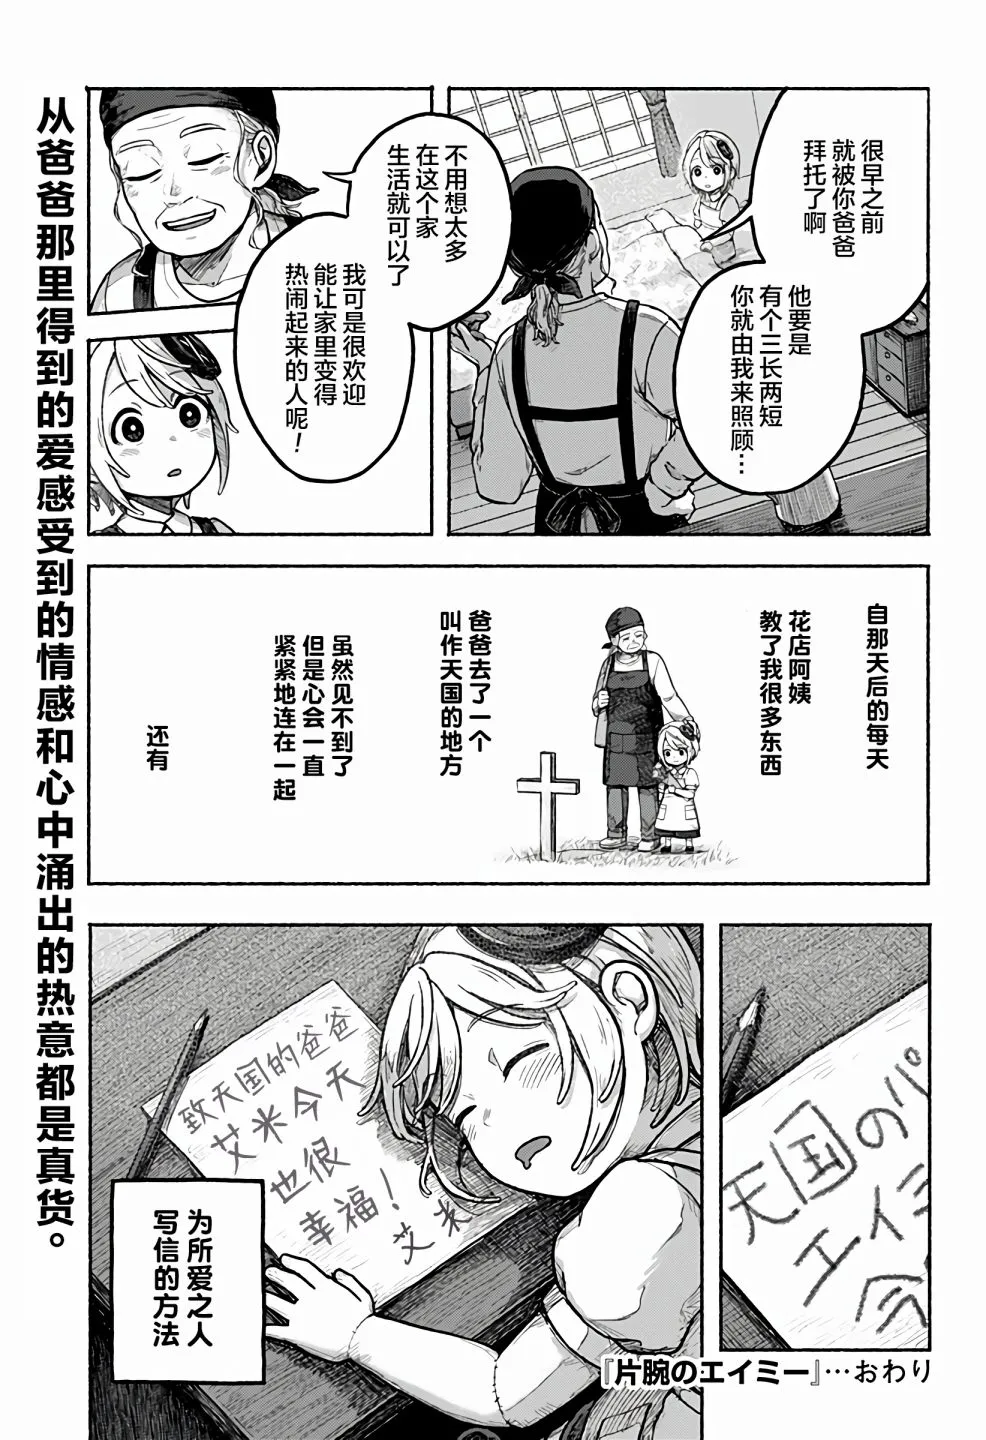 很早之前
就被你爸爸
拜托了啊
他要是
有个三长两短
你就由我来照顾…
不用想太多
在这个家
生活就可以了
我可是很欢迎
能让家里变得
热闹起来的人呢！
自那天后的每天
花店阿姨
教了我很多东西
爸爸去了一个
叫作天国的地方
虽然见不到了
但是心会一直
紧紧地连在一起
还有
天国のパ
エイミ
今
致天国的爸爸
艾米今天
也很
幸福！
艾米
为所爱之人
写信的方法
『片腕のエイミー』…おわり
从爸爸那里得到的爱感受到的情感和心中涌出的热意都是真货。